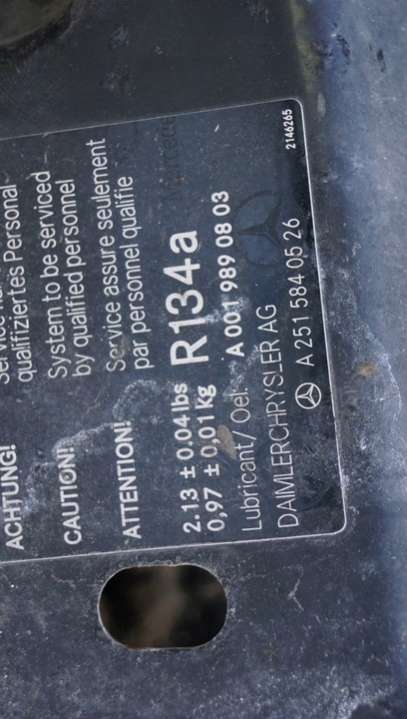 ACHTUNG!
qualifiziertes Personal
CAUTION!
System to be serviced
by qualified personnel
ATTENTION!
Service assure seulement
par personnel qualifie
2.13 ± 0.04 lbs
0,97 ± 0,01 kg
R134a
Lubricant / Oel: A 001 989 08 03
DAIMLERCHRYSLER AG
A 251 584 05 26
2146265